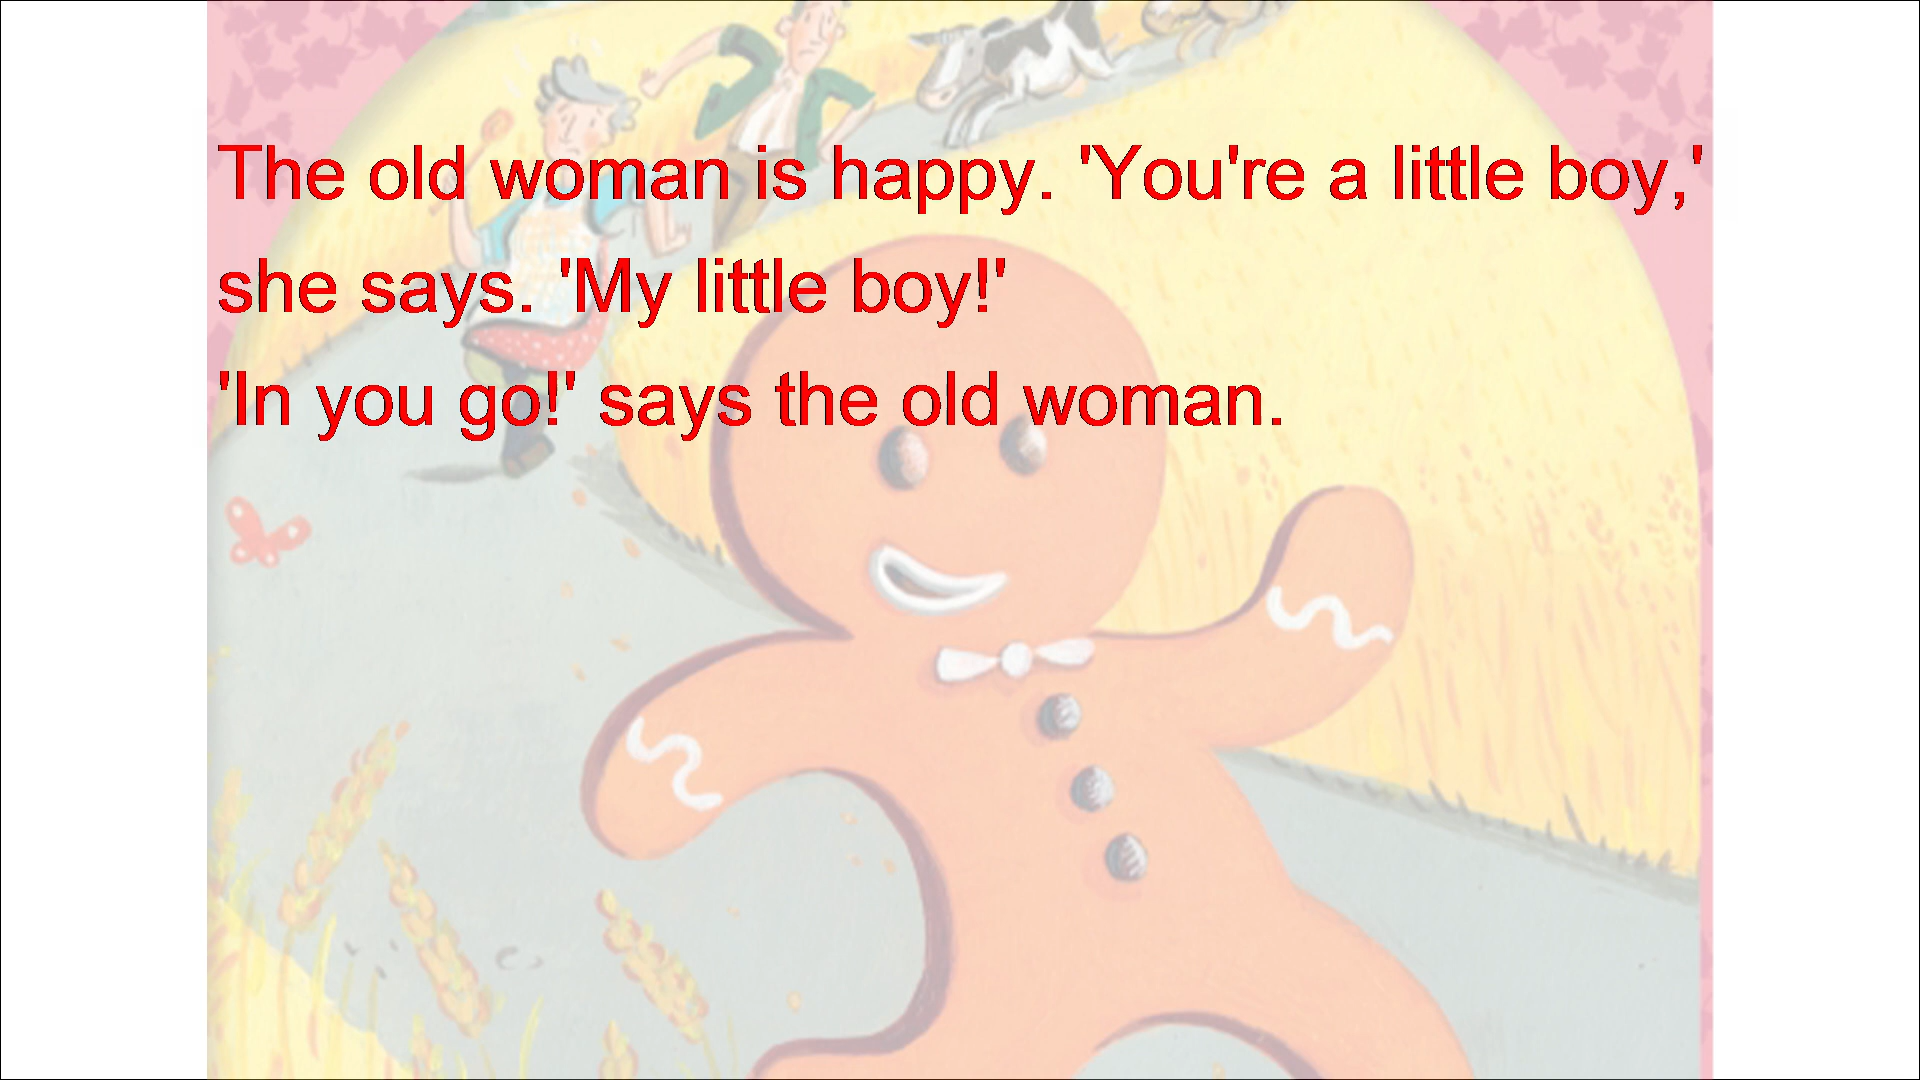 The old woman is happy. 'You're a little boy,'
she says. 'My little boy!'
'In you go!' says the old woman.